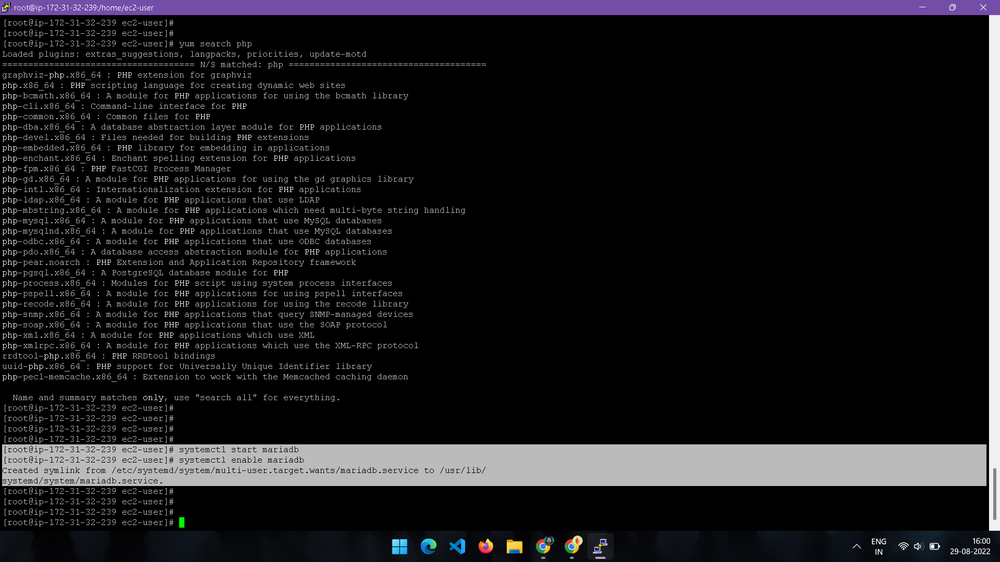 root@ip-172-31-32-239:/home/ec2-user
[root@ip-172-31-32-239 ec2-user]#
[root@ip-172-31-32-239 ec2-user]#
[root@ip-172-31-32-239 ec2-user]# yum search php
Loaded plugins: extras_suggestions, langpacks, priorities, update-motd
===================================== N/S matched: php ======================================
graphviz-php.x86_64 : PHP extension for graphviz
php.x86_64 : PHP scripting language for creating dynamic web sites
php-bcmath.x86_64 : A module for PHP applications for using the bcmath library
php-cli.x86_64 : Command-line interface for PHP
php-common.x86_64 : Common files for PHP
php-dba.x86_64 : A database abstraction layer module for PHP applications
php-devel.x86_64 : Files needed for building PHP extensions
php-embedded.x86_64 : PHP library for embedding in applications
php-enchant.x86_64 : Enchant spelling extension for PHP applications
php-fpm.x86_64 : PHP FastCGI Process Manager
php-gd.x86_64 : A module for PHP applications for using the gd graphics library
php-intl.x86_64 : Internationalization extension for PHP applications
php-ldap.x86_64 : A module for PHP applications that use LDAP
php-mbstring.x86_64 : A module for PHP applications which need multi-byte string handling
php-mysql.x86_64 : A module for PHP applications that use MySQL databases
php-mysqlnd.x86_64 : A module for PHP applications that use MySQL databases
php-odbc.x86_64 : A module for PHP applications that use ODBC databases
php-pdo.x86_64 : A database access abstraction module for PHP applications
php-pear.noarch : PHP Extension and Application Repository framework
php-pgsql.x86_64 : A PostgreSQL database module for PHP
php-process.x86_64 : Modules for PHP script using system process interfaces
php-pspell.x86_64 : A module for PHP applications for using pspell interfaces
php-recode.x86_64 : A module for PHP applications for using the recode library
php-snmp.x86_64 : A module for PHP applications that query SNMP-managed devices
php-soap.x86_64 : A module for PHP applications that use the SOAP protocol
php-xml.x86_64 : A module for PHP applications which use XML
php-xmlrpc.x86_64 : A module for PHP applications which use the XML-RPC protocol
rrdtool-php.x86_64 : PHP RRDtool bindings
uuid-php.x86_64 : PHP support for Universally Unique Identifier library
php-pecl-memcache.x86_64 : Extension to work with the Memcached caching daemon
Name and summary matches only, use "search all" for everything.
[root@ip-172-31-32-239 ec2-user]#
[root@ip-172-31-32-239 ec2-user]#
[root@ip-172-31-32-239 ec2-user]#
[root@ip-172-31-32-239 ec2-user]#
[root@ip-172-31-32-239 ec2-user]# systemctl start mariadb
[root@ip-172-31-32-239 ec2-user]# systemctl enable mariadb
Created symlink from /etc/systemd/system/multi-user.target.wants/mariadb.service to /usr/lib/
systemd/system/mariadb.service.
[root@ip-172-31-32-239 ec2-user]#
[root@ip-172-31-32-239 ec2-user]#
[root@ip-172-31-32-239 ec2-user]#
[root@ip-172-31-32-239 ec2-user]#
ENG
IN
16:00
29-08-2022